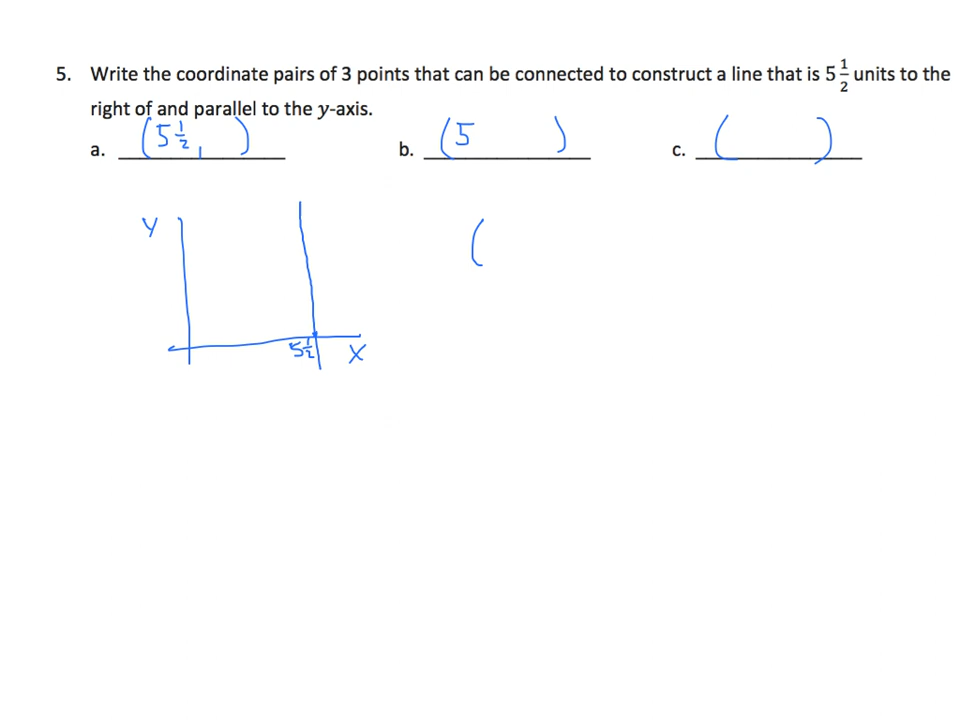 5. Write the coordinate pairs of 3 points that can be connected to construct a line that is 5 1/2 units to the
right of and parallel to the y-axis.
a. (5 1/2, ) b. (5 ) c. ( )
y (
5 1/2 x